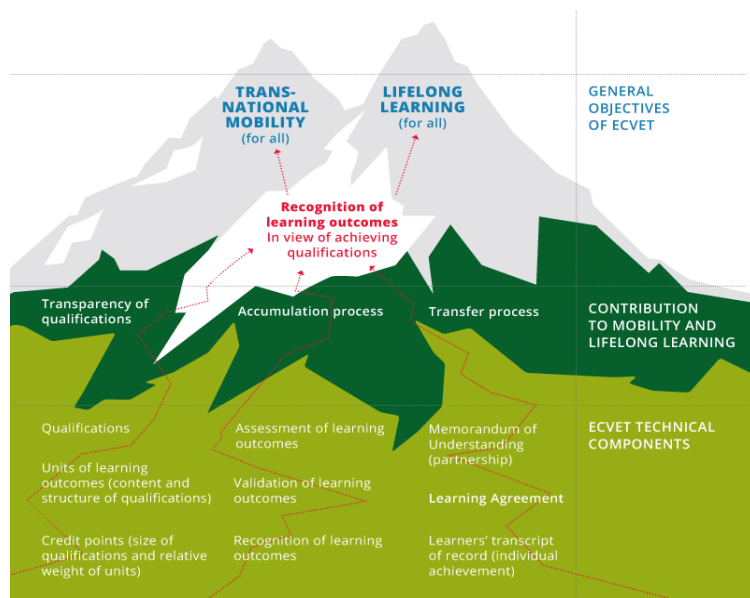 TRANS-
NATIONAL
MOBILITY
(for all)
LIFELONG
LEARNING
(for all)
GENERAL
OBJECTIVES
OF ECVET
Recognition of
learning outcomes
In view of achieving
qualifications
Transparency of
qualifications
Accumulation process
Transfer process
CONTRIBUTION
TO MOBILITY AND
LIFELONG LEARNING
Qualifications
Units of learning
outcomes (content and
structure of qualifications)
Credit points (size of
qualifications and relative
weight of units)
Assessment of learning
outcomes
Validation of learning
outcomes
Recognition of learning
outcomes
Memorandum of
Understanding
(partnership)
Learning Agreement
Learners’ transcript
of record (individual
achievement)
ECVET TECHNICAL
COMPONENTS